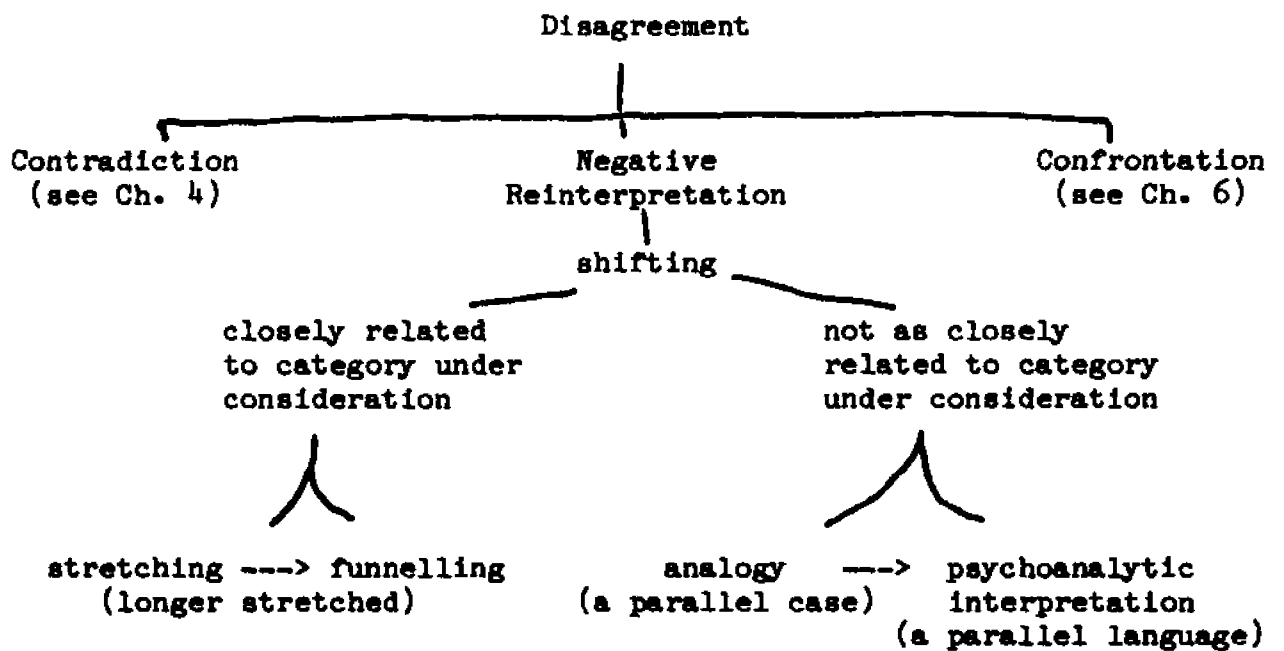 Disagreement
Contradiction
(see Ch. 4)
Negative
Reinterpretation
Confrontation
(see Ch. 6)
shifting
closely related
to category under
consideration
not as closely
related to category
under consideration
stretching ---> funnelling
(longer stretched)
analogy ---> psychoanalytic
(a parallel case) interpretation
(a parallel language)